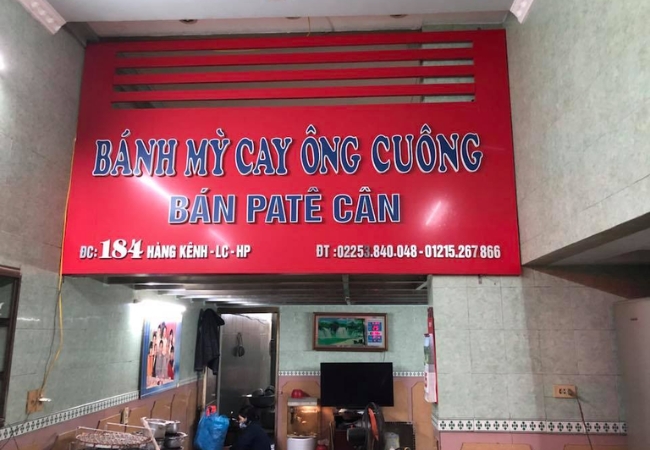 BÁNH MỲ CAY ÔNG CUÔNG
BÁN PATÊ CÂN
ĐC: 184 HÀNG KÊNH - LC - HP ĐT : 02253.840.048 - 01215.267.866